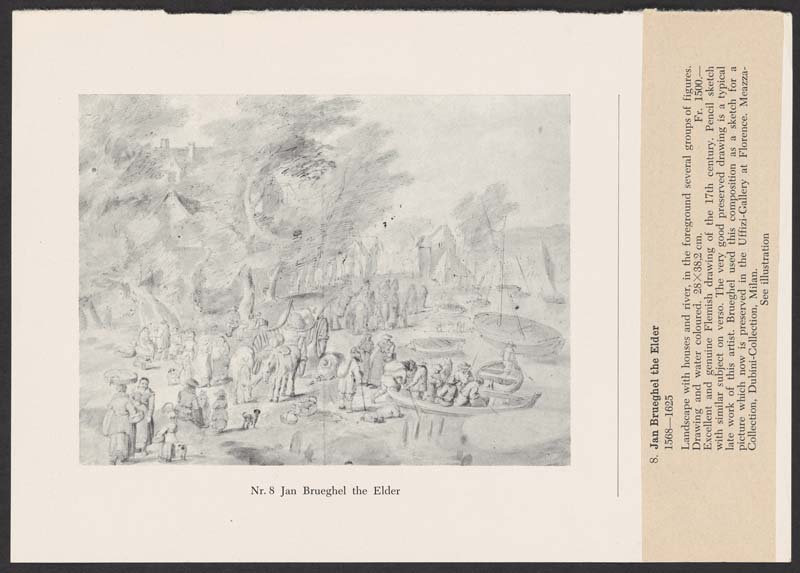 Nr. 8 Jan Brueghel the Elder
8. Jan Brueghel the Elder
1568—1625
Landscape with houses and river, in the foreground several groups of figures.
Drawing and water coloured. 28×38,2 cm. Fr. 1500.—
Excellent and genuine Flemish drawing of the 17th century. Pencil sketch
with similar subject on verso. The very good preserved drawing is a typical
late work of this artist. Brueghel used this composition as a sketch for a
picture which now is preserved in the Uffizi-Gallery at Florence. Meazza-
Collection, Dubini-Collection, Milan.
See illustration